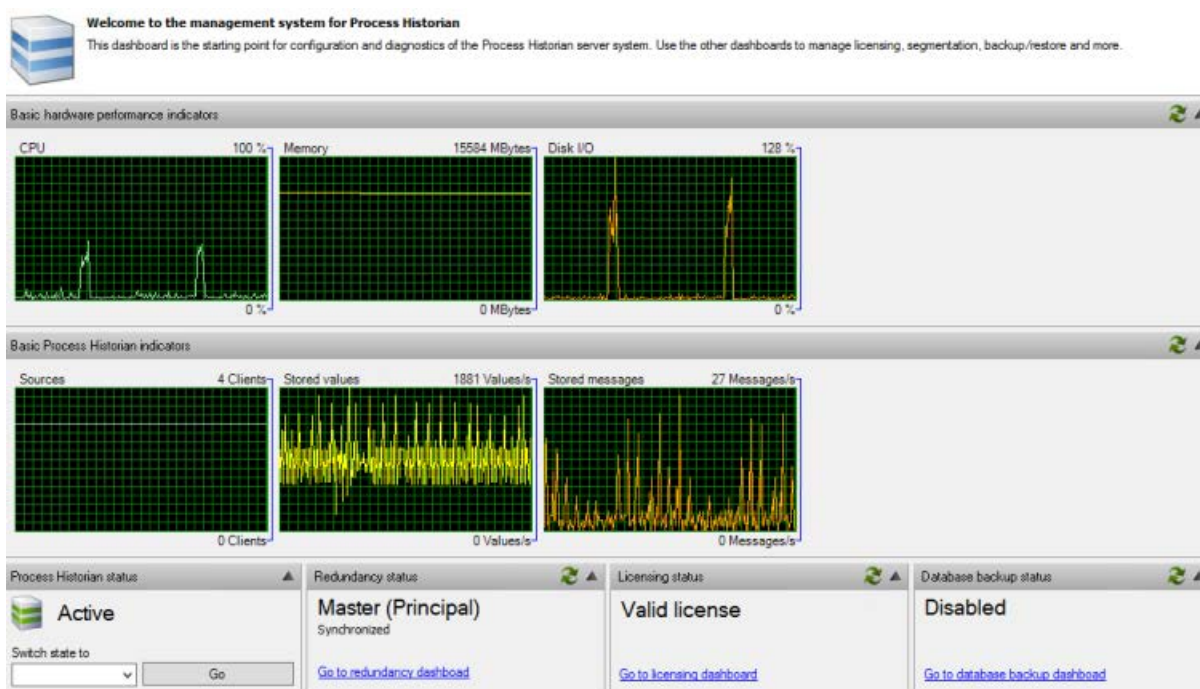 Welcome to the management system for Process Historian
This dashboard is the starting point for configuration and diagnostics of the Process Historian server system. Use the other dashboards to manage licensing, segmentation, backup/restore and more.
Basic hardware performance indicators
CPU 100 % Memory 15584 MBytes Disk I/O 128 %
0 % 0 MBytes 0 %
Basic Process Historian indicators
Sources 4 Clients Stored values 1881 Values/s Stored messages 27 Messages/s
0 Clients 0 Values/s 0 Messages/s
Process Historian status Redundancy status Licensing status Database backup status
Active Master (Principal) Valid license Disabled
Synchronized
Switch state to
Go Go to redundancy dashboad Go to licensing dashboard Go to database backup dashboad